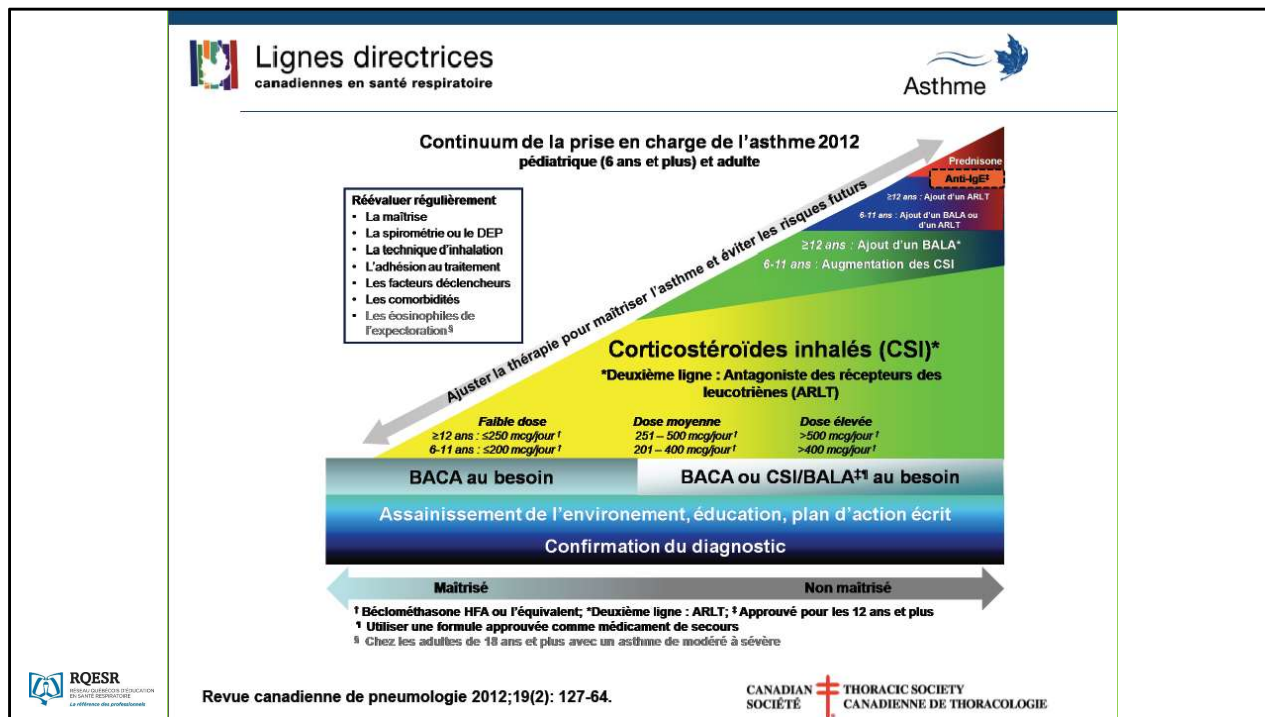 Lignes directrices
canadiennes en santé respiratoire
Asthme
Continuum de la prise en charge de l'asthme 2012
pédiatrique (6 ans et plus) et adulte
Réévaluer régulièrement
• La maîtrise
• La spirométrie ou le DEP
• La technique d'inhalation
• L'adhésion au traitement
• Les facteurs déclencheurs
• Les comorbidités
• Les éosinophiles de
l'expectoration§
Ajuster la thérapie pour maîtriser l'asthme et éviter les risques futurs
Prednisone
Anti-IgE‡
≥12 ans : Ajout d'un ARLT
6-11 ans : Ajout d'un BALA ou
d'un ARLT
≥12 ans : Ajout d'un BALA*
6-11 ans : Augmentation des CSI
Corticostéroïdes inhalés (CSI)*
*Deuxième ligne : Antagoniste des récepteurs des
leucotriènes (ARLT)
Faible dose
≥12 ans : ≤250 mcg/jour†
6-11 ans : ≤200 mcg/jour†
Dose moyenne
251 – 500 mcg/jour†
201 – 400 mcg/jour†
Dose élevée
>500 mcg/jour†
>400 mcg/jour†
BACA au besoin
BACA ou CSI/BALA‡¶ au besoin
Assainissement de l'environement, éducation, plan d'action écrit
Confirmation du diagnostic
Maîtrisé
Non maîtrisé
† Béclométhasone HFA ou l'équivalent; *Deuxième ligne : ARLT; ‡ Approuvé pour les 12 ans et plus
¶ Utiliser une formule approuvée comme médicament de secours
§ Chez les adultes de 18 ans et plus avec un asthme de modéré à sévère
RQESR
RÉSEAU QUÉBÉCOIS D'ÉDUCATION
EN SANTÉ RESPIRATOIRE
La référence des professionnels
Revue canadienne de pneumologie 2012;19(2): 127-64.
CANADIAN THORACIC SOCIETY
SOCIÉTÉ CANADIENNE DE THORACOLOGIE